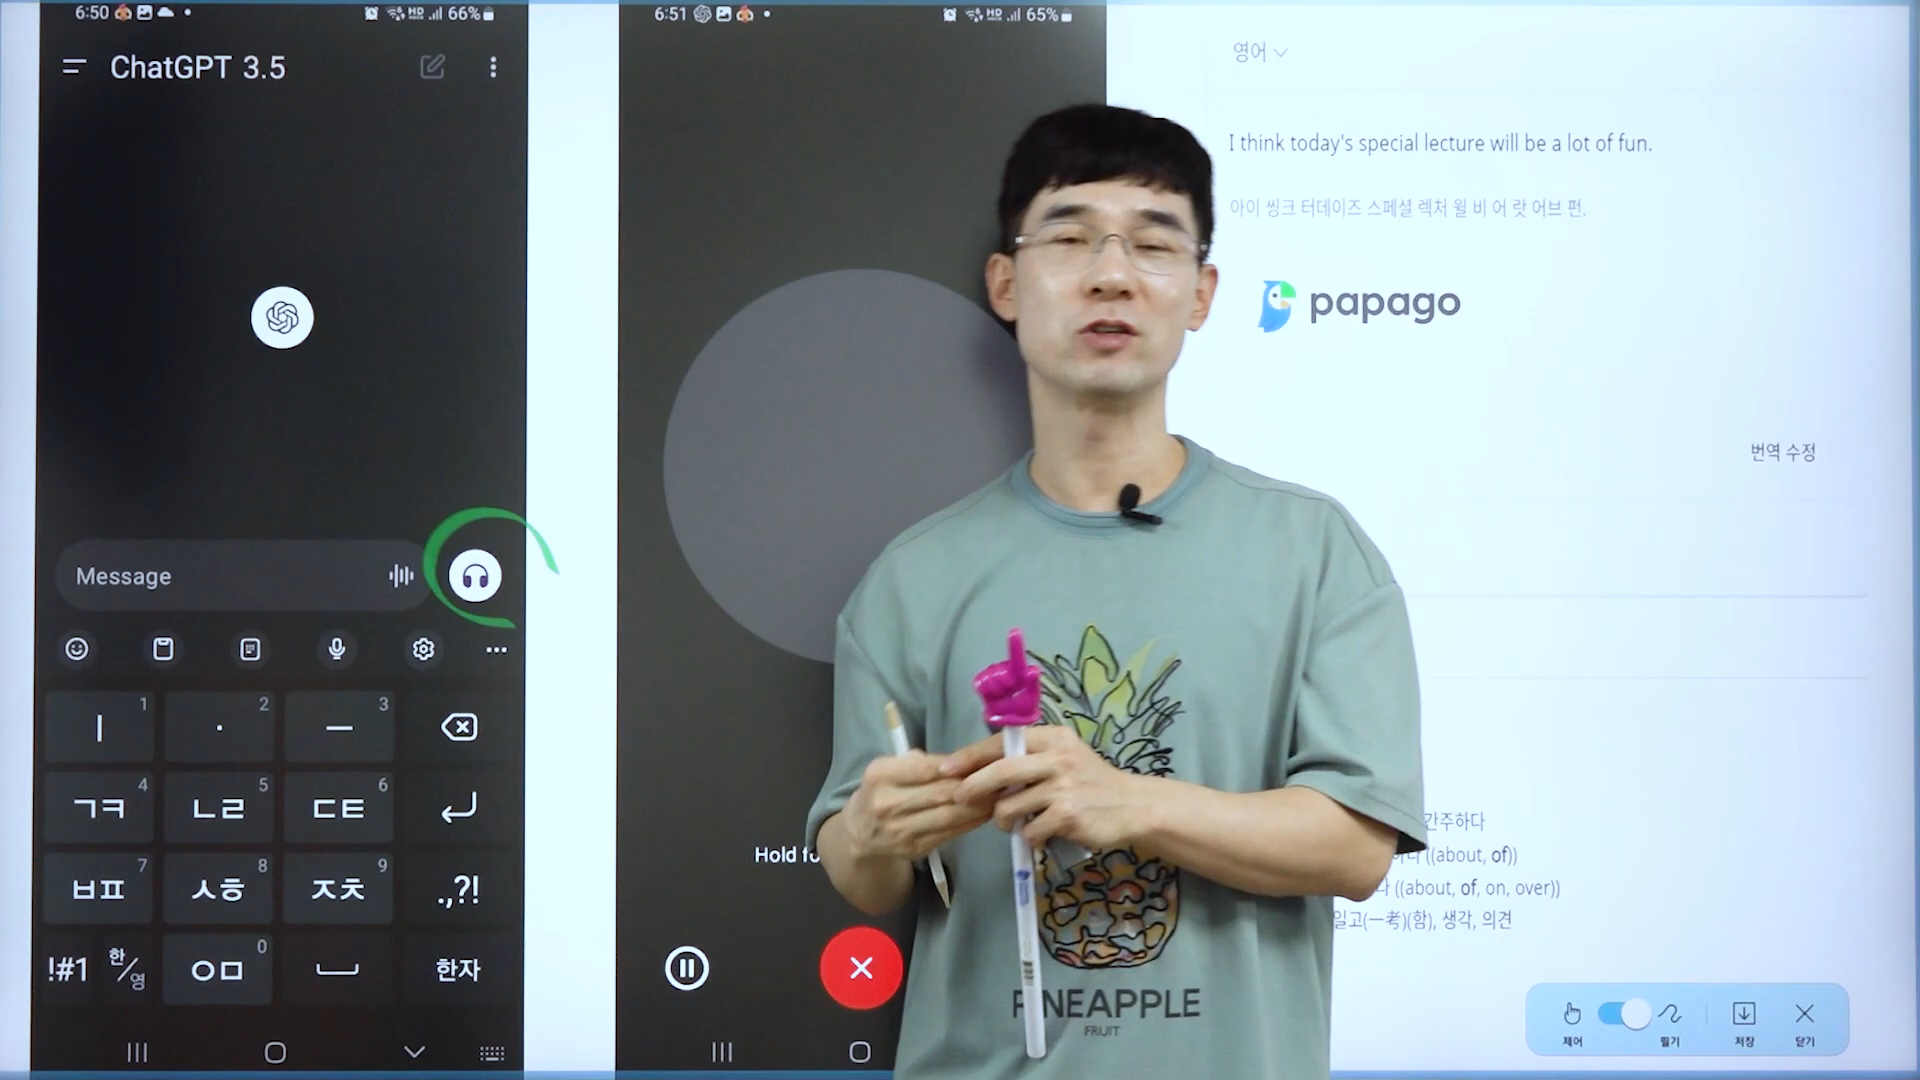 6:50
66%
ChatGPT 3.5
Message
1
2
3
ㅣ
·
ㅡ
4
5
6
ㄱㅋ
ㄴㄹ
ㄷㅌ
7
8
9
ㅂㅍ
ㅅㅎ
ㅈㅊ
.,?!
!#1
한/영
0
ㅇㅁ
한자
6:51
65%
Hold fo
영어
I think today's special lecture will be a lot of fun.
아이 씽크 터데이즈 스페셜 렉처 윌 비 어 랏 어브 펀.
papago
번역 수정
간주하다
하다 ((about, of))
다 ((about, of, on, over))
일고(一考)(함), 생각, 의견
제어
필기
저장
닫기
PINEAPPLE
FRUIT